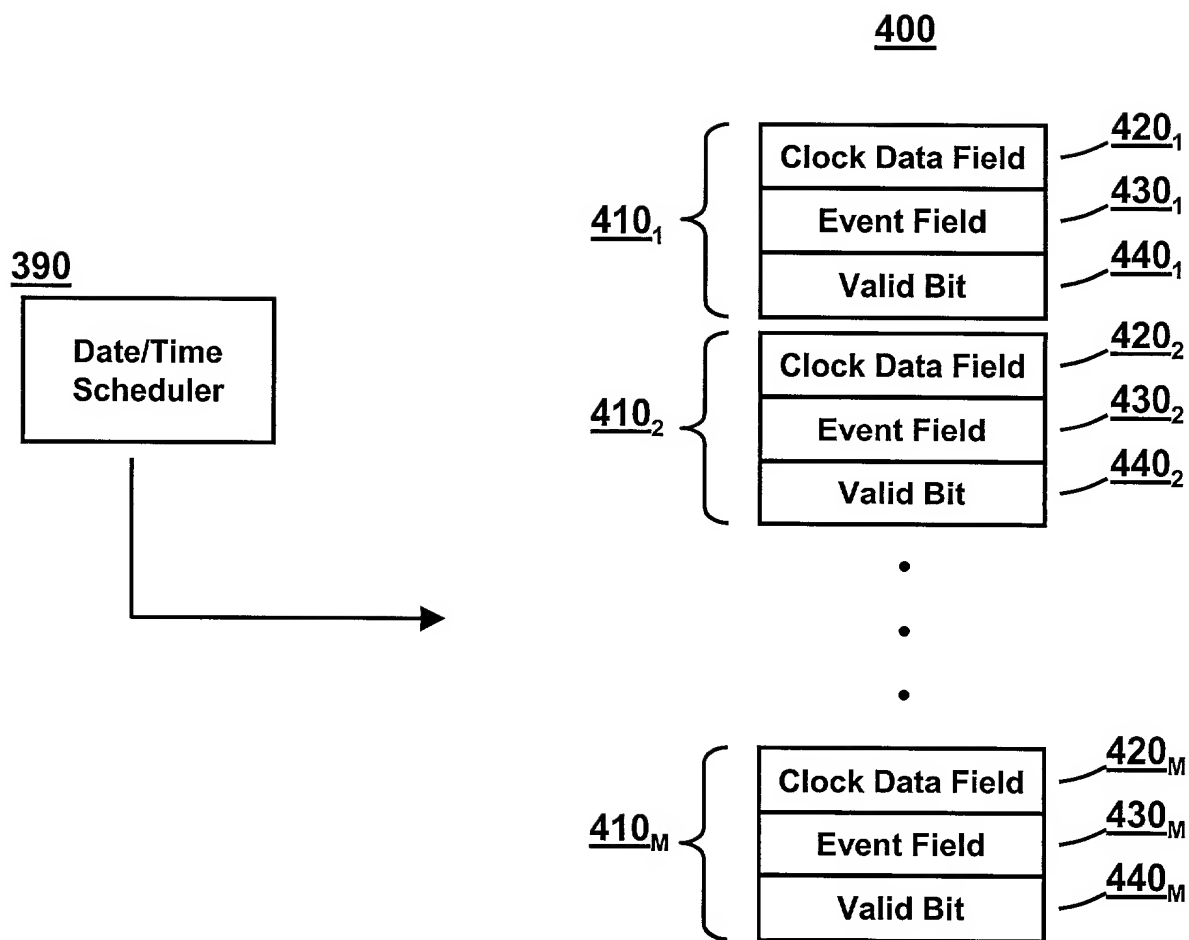 400
390
Date/Time
Scheduler
410₁
Clock Data Field
420₁
Event Field
430₁
Valid Bit
440₁
410₂
Clock Data Field
420₂
Event Field
430₂
Valid Bit
440₂
410M
Clock Data Field
420M
Event Field
430M
Valid Bit
440M